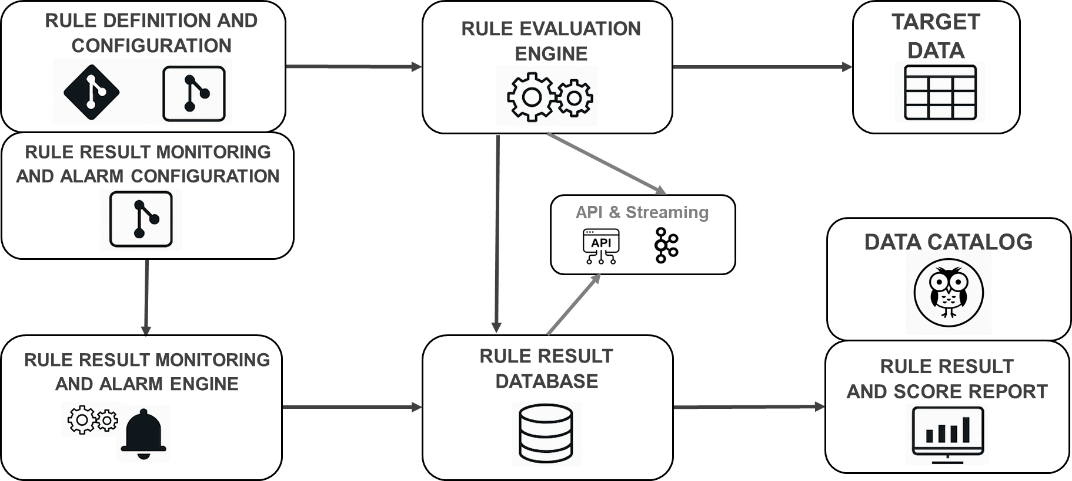 RULE DEFINITION AND
CONFIGURATION
RULE EVALUATION
ENGINE
TARGET
DATA
RULE RESULT MONITORING
AND ALARM CONFIGURATION
API & Streaming
API
DATA CATALOG
RULE RESULT MONITORING
AND ALARM ENGINE
RULE RESULT
DATABASE
RULE RESULT
AND SCORE REPORT